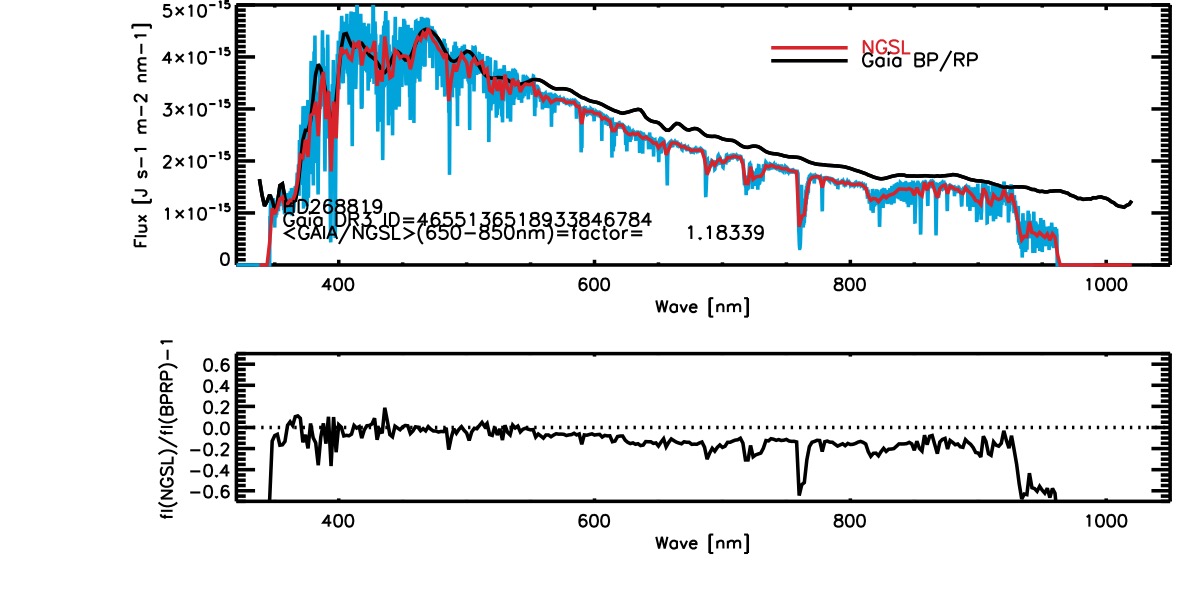 5×10-15
4×10-15
3×10-15
2×10-15
1×10-15
0
Flux [J s-1 m-2 nm-1]
NGSL
Gaia BP/RP
HD268819
Gaia DR3 ID=4655136518933846784
<GAIA/NGSL>(650-850nm)=factor= 1.18339
400 600 800 1000
Wave [nm]
fl(NGSL)/fl(BPRP)-1
0.6
0.4
0.2
0.0
-0.2
-0.4
-0.6
400 600 800 1000
Wave [nm]